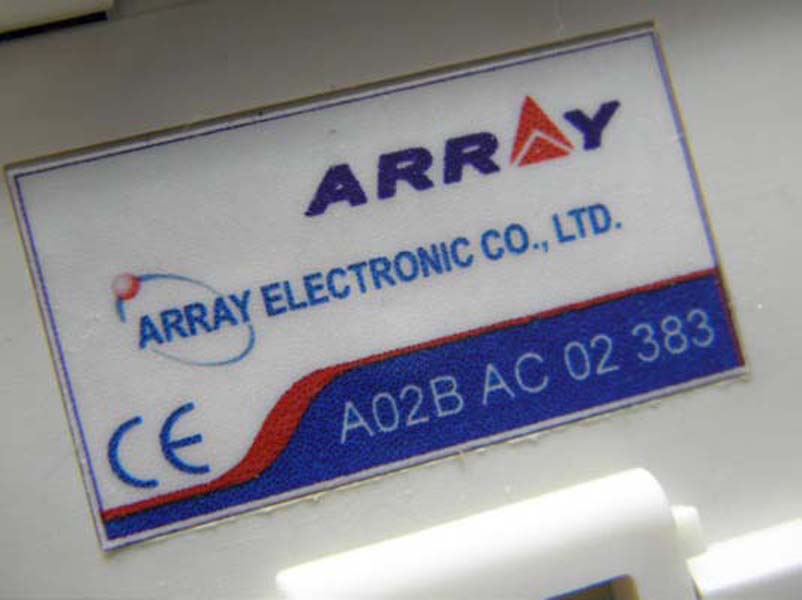 ARRAY
ARRAY ELECTRONIC CO., LTD.
CE
A02B AC 02 383